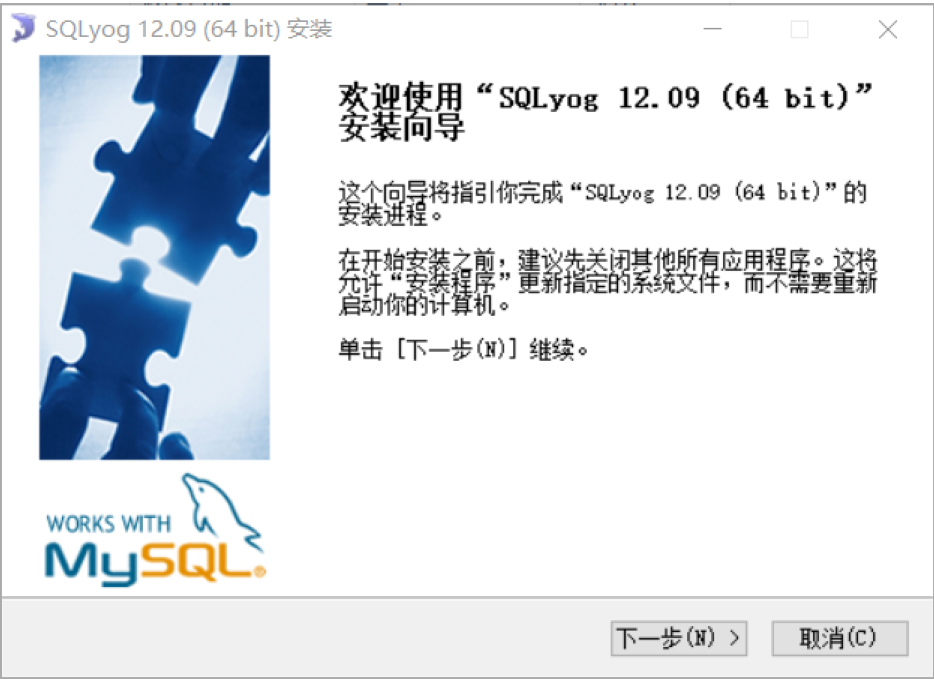 SQLyog 12.09 (64 bit) 安装
欢迎使用“SQLyog 12.09 (64 bit)”
安装向导
这个向导将指引你完成“SQLyog 12.09 (64 bit)”的
安装进程。
在开始安装之前，建议先关闭其他所有应用程序。这将
允许“安装程序”更新指定的系统文件，而不需要重新
启动你的计算机。
单击 [下一步(N)] 继续。
WORKS WITH
MySQL®
下一步(N) >
取消(C)